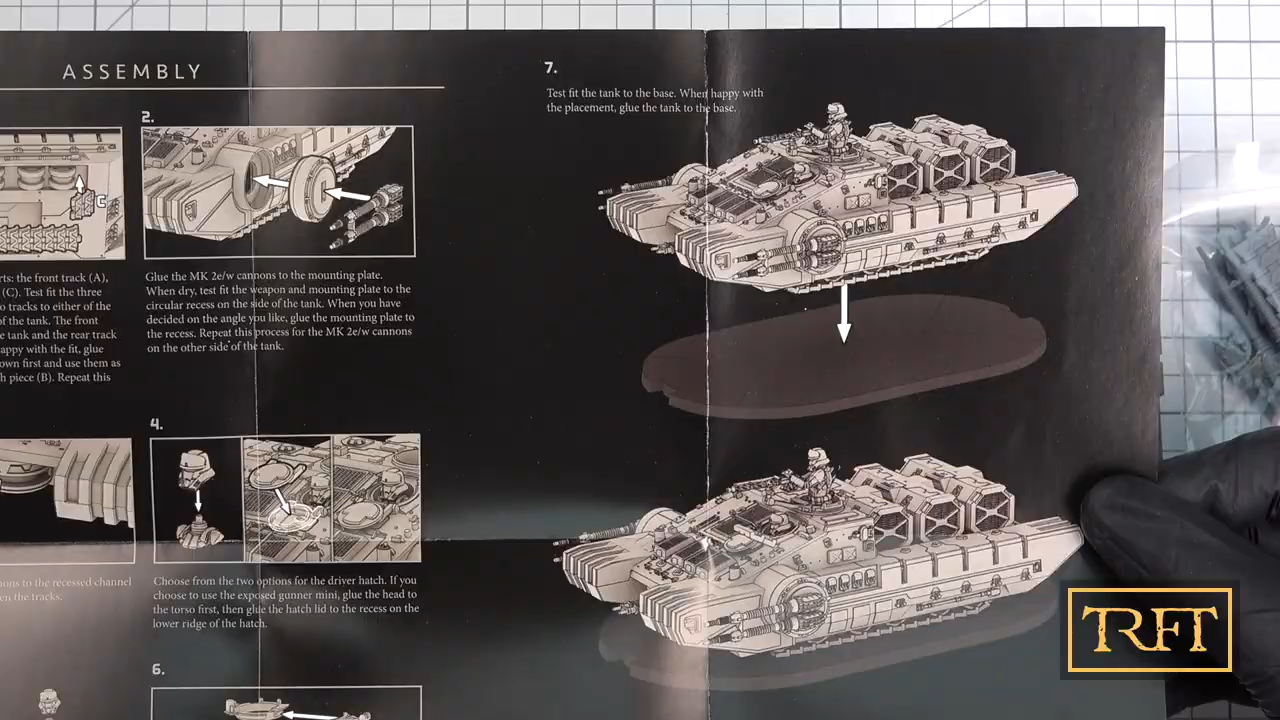 ASSEMBLY
2.
C
rts: the front track (A),
(C). Test fit the three
o tracks to either of the
of the tank. The front
e tank and the rear track
appy with the fit, glue
own first and use them as
h piece (B). Repeat this
Glue the MK 2e/w cannons to the mounting plate.
When dry, test fit the weapon and mounting plate to the
circular recess on the side of the tank. When you have
decided on the angle you like, glue the mounting plate to
the recess. Repeat this process for the MK 2e/w cannons
on the other side of the tank.
4.
ons to the recessed channel
en the tracks.
Choose from the two options for the driver hatch. If you
choose to use the exposed gunner mini, glue the head to
the torso first, then glue the hatch lid to the recess on the
lower ridge of the hatch.
6.
7.
Test fit the tank to the base. When happy with
the placement, glue the tank to the base.
TRFT